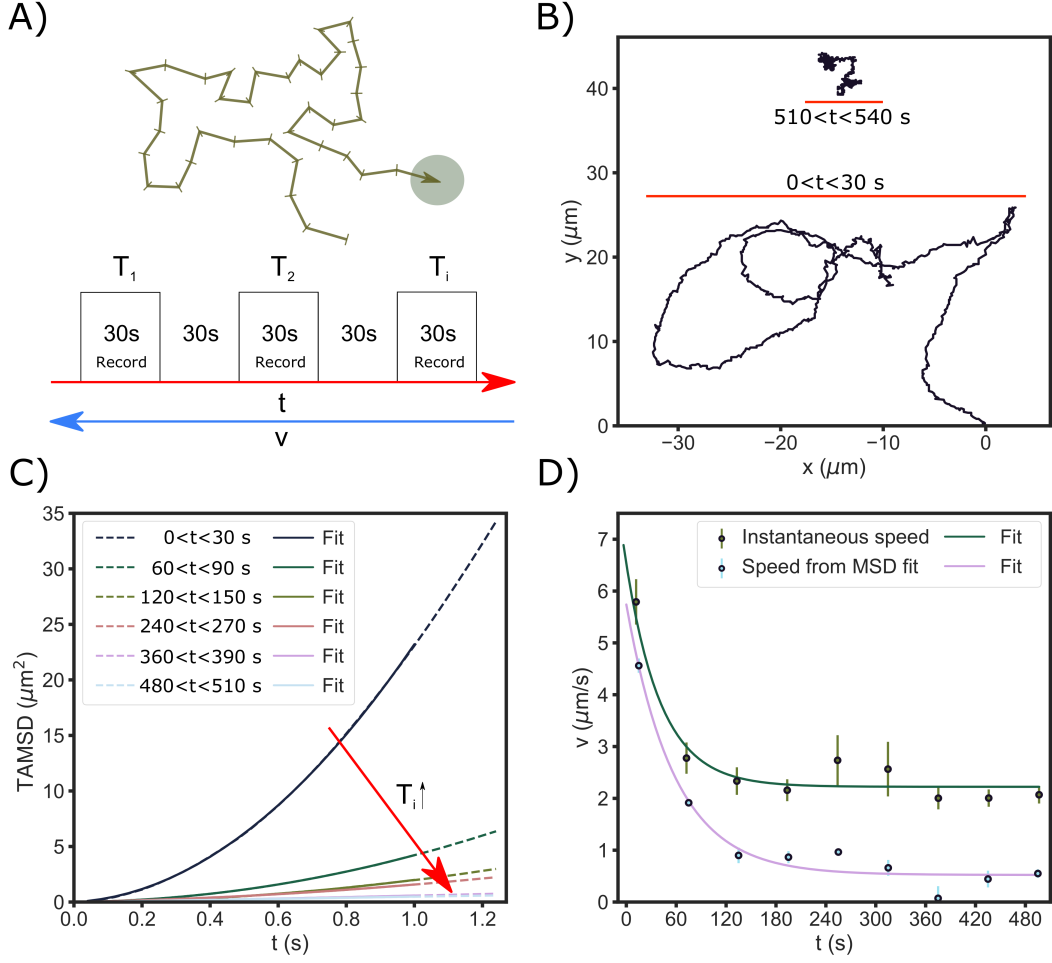 A)
T1 T2 Ti
30s 30s 30s 30s 30s
Record Record Record
t
v
B)
y (μm)
40
30
20
10
0
510<t<540 s
0<t<30 s
−30 −20 −10 0
x (μm)
C)
TAMSD (μm²)
35
30
25
20
15
10
5
0
0<t<30 s Fit
60<t<90 s Fit
120<t<150 s Fit
240<t<270 s Fit
360<t<390 s Fit
480<t<510 s Fit
Ti↑
0.0 0.2 0.4 0.6 0.8 1.0 1.2
t (s)
D)
v (μm/s)
7
6
5
4
3
2
1
0
Instantaneous speed Fit
Speed from MSD fit Fit
0 60 120 180 240 300 360 420 480
t (s)